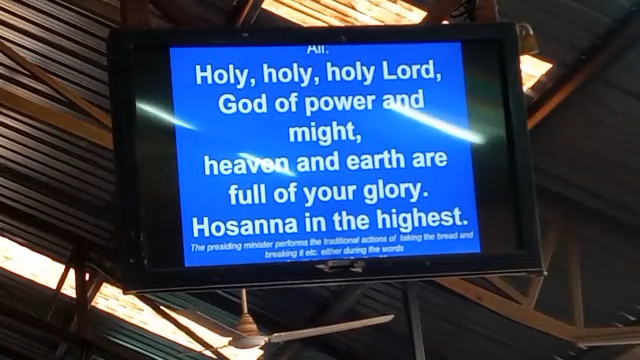 All:
Holy, holy, holy Lord,
God of power and
might,
heaven and earth are
full of your glory.
Hosanna in the highest.
The presiding minister performs the traditional actions of taking the bread and
breaking it etc. either during the words